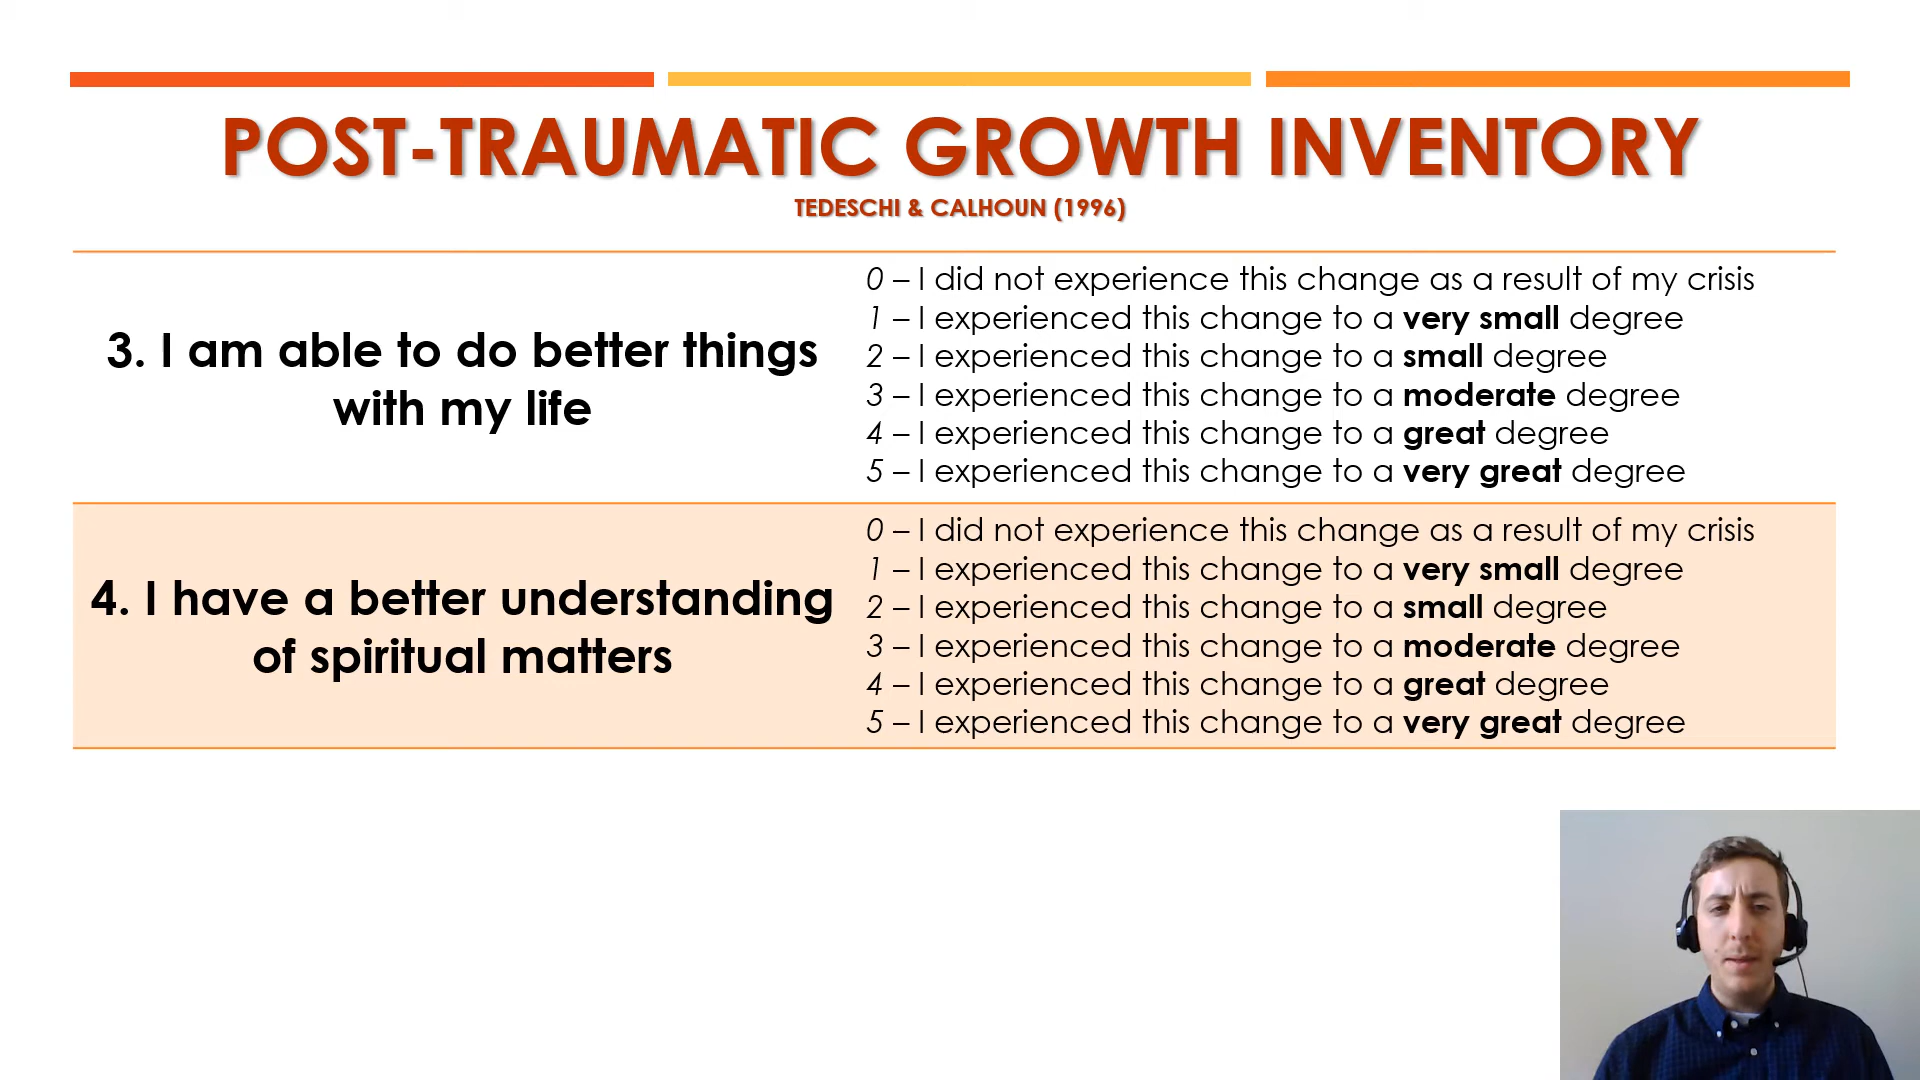 POST-TRAUMATIC GROWTH INVENTORY
TEDESCHI & CALHOUN (1996)
3. I am able to do better things
with my life
0 – I did not experience this change as a result of my crisis
1 – I experienced this change to a very small degree
2 – I experienced this change to a small degree
3 – I experienced this change to a moderate degree
4 – I experienced this change to a great degree
5 – I experienced this change to a very great degree
4. I have a better understanding
of spiritual matters
0 – I did not experience this change as a result of my crisis
1 – I experienced this change to a very small degree
2 – I experienced this change to a small degree
3 – I experienced this change to a moderate degree
4 – I experienced this change to a great degree
5 – I experienced this change to a very great degree